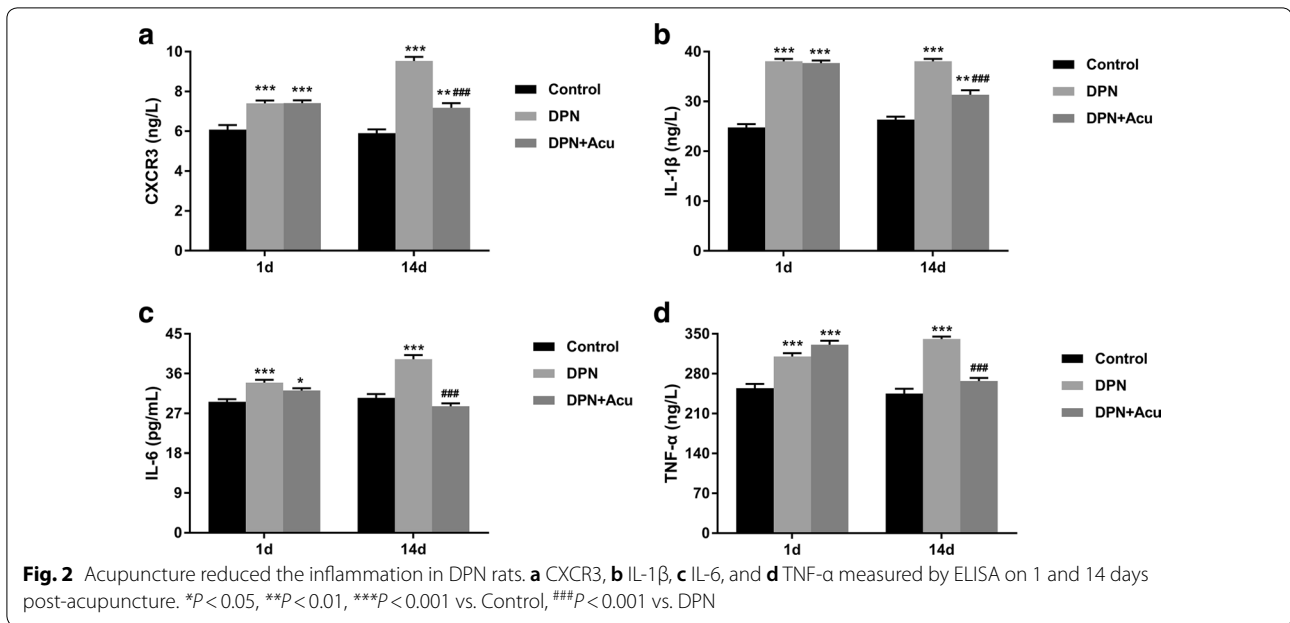 a
CXCR3 (ng/L)
10
8
6
4
2
0
***
***
***
**###
1d
14d
Control
DPN
DPN+Acu
b
IL-1β (ng/L)
40
30
20
10
0
***
***
***
**###
1d
14d
Control
DPN
DPN+Acu
c
IL-6 (pg/mL)
45
36
27
18
9
0
***
*
***
###
1d
14d
Control
DPN
DPN+Acu
d
TNF-α (ng/L)
350
280
210
140
70
0
***
***
***
###
1d
14d
Control
DPN
DPN+Acu
Fig. 2 Acupuncture reduced the inflammation in DPN rats. a CXCR3, b IL-1β, c IL-6, and d TNF-α measured by ELISA on 1 and 14 days
post-acupuncture. *P < 0.05, **P < 0.01, ***P < 0.001 vs. Control, ###P < 0.001 vs. DPN